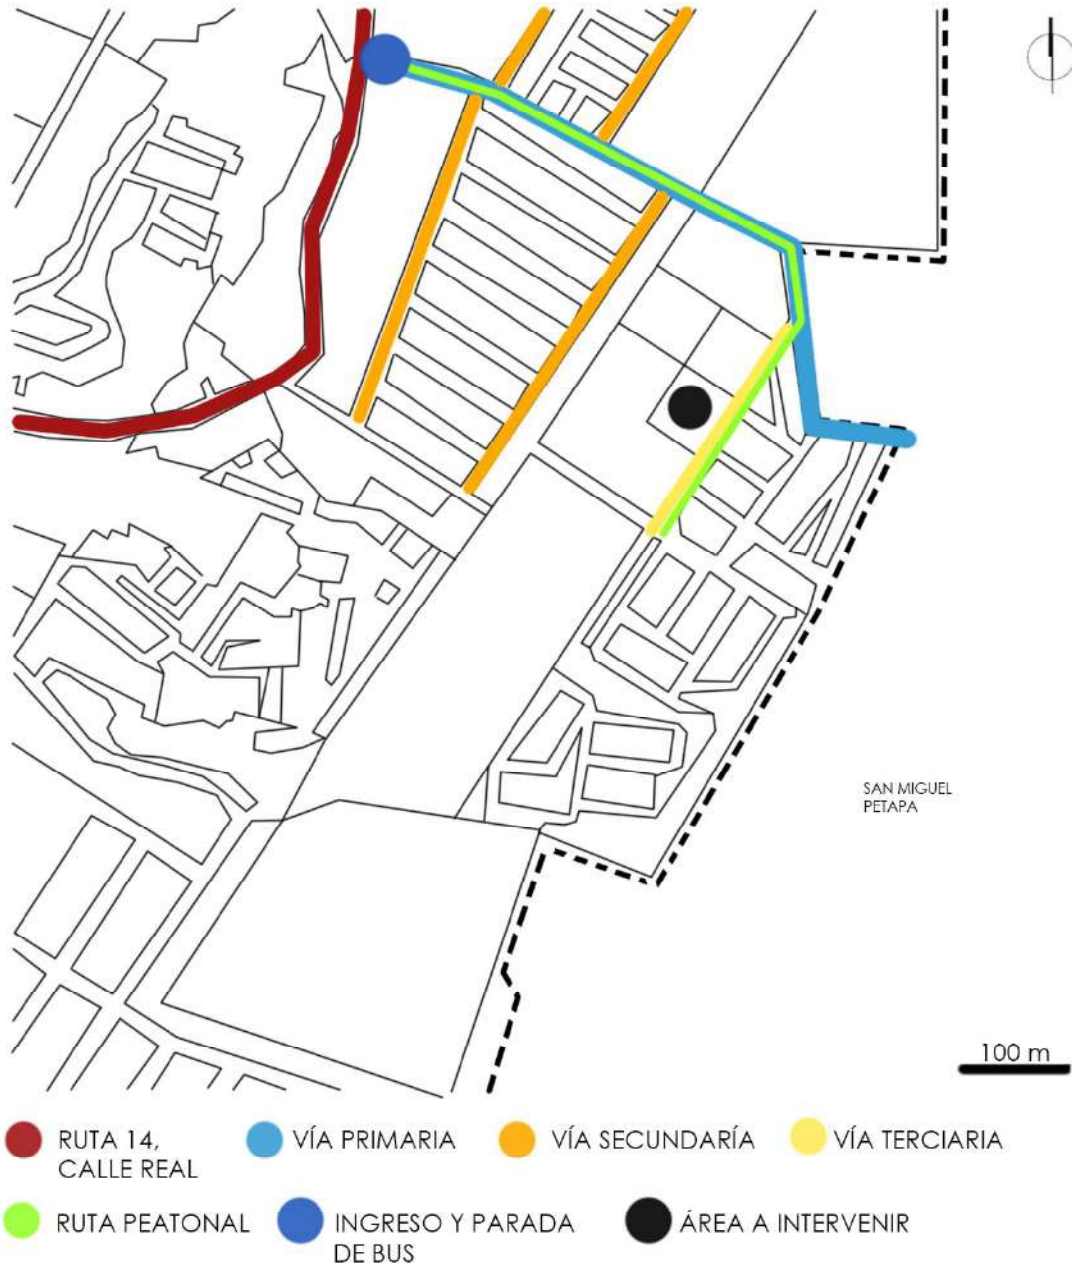 SAN MIGUEL
PETAPA
100 m
RUTA 14,
CALLE REAL
VÍA PRIMARIA
VÍA SECUNDARÍA
VÍA TERCIARIA
RUTA PEATONAL
INGRESO Y PARADA
DE BUS
ÁREA A INTERVENIR